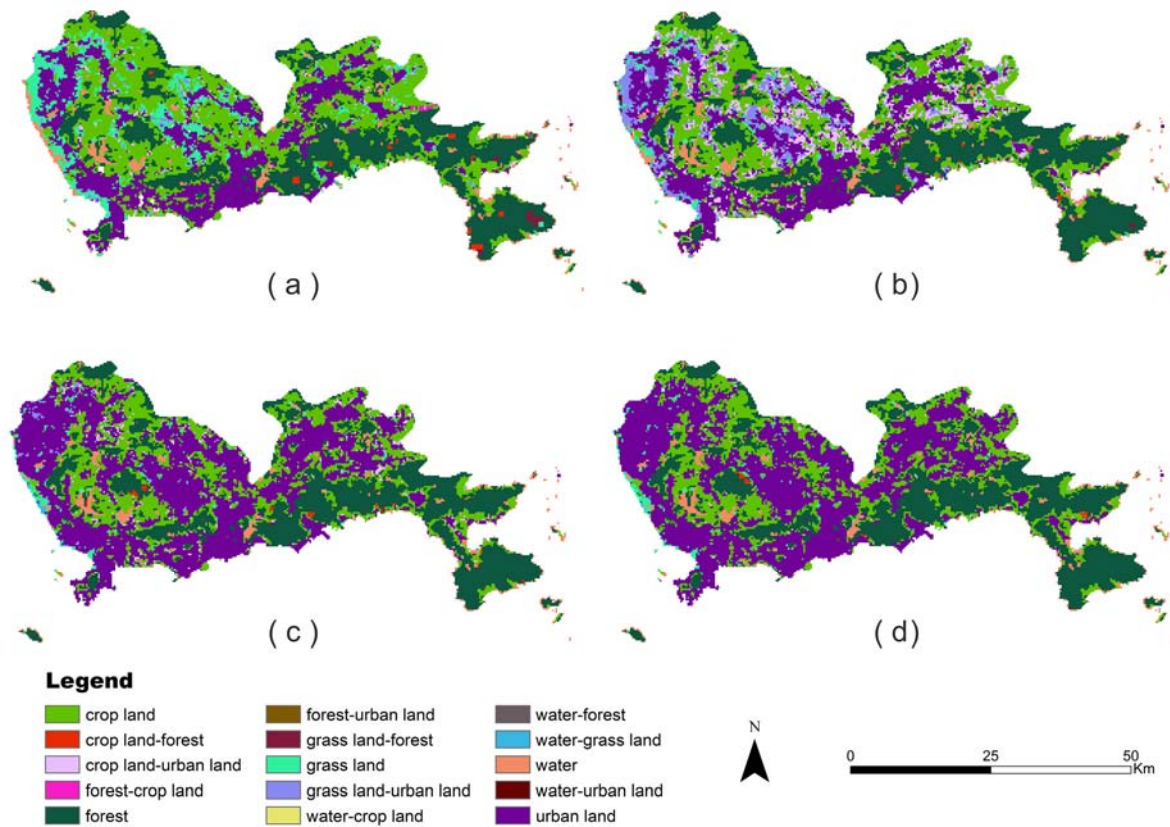 ( a )
( b )
( c )
( d )
Legend
crop land
crop land-forest
crop land-urban land
forest-crop land
forest
forest-urban land
grass land-forest
grass land
grass land-urban land
water-crop land
water-forest
water-grass land
water
water-urban land
urban land
N
0 25 50
Km